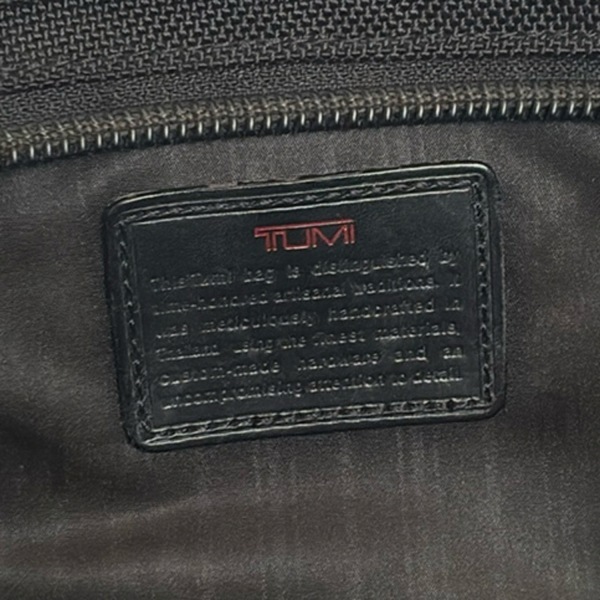 TUMI
This Tumi bag is distinguished by
time-honored artisanal traditions. It
was meticulously handcrafted in
Thailand using the finest materials,
custom-made hardware and an
uncompromising attention to detail.